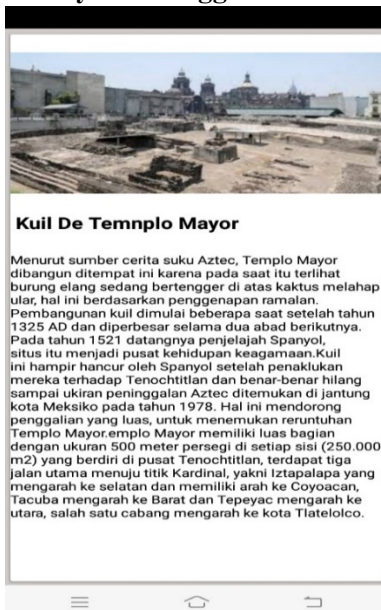 Kuil De Temnplo Mayor
Menurut sumber cerita suku Aztec, Templo Mayor
dibangun ditempat ini karena pada saat itu terlihat
burung elang sedang bertengger di atas kaktus melahap
ular, hal ini berdasarkan penggenapan ramalan.
Pembangunan kuil dimulai beberapa saat setelah tahun
1325 AD dan diperbesar selama dua abad berikutnya.
Pada tahun 1521 datangnya penjelajah Spanyol,
situs itu menjadi pusat kehidupan keagamaan.Kuil
ini hampir hancur oleh Spanyol setelah penaklukan
mereka terhadap Tenochtitlan dan benar-benar hilang
sampai ukiran peninggalan Aztec ditemukan di jantung
kota Meksiko pada tahun 1978. Hal ini mendorong
penggalian yang luas, untuk menemukan reruntuhan
Templo Mayor.emplo Mayor memiliki luas bagian
dengan ukuran 500 meter persegi di setiap sisi (250.000
m2) yang berdiri di pusat Tenochtitlan, terdapat tiga
jalan utama menuju titik Kardinal, yakni Iztapalapa yang
mengarah ke selatan dan memiliki arah ke Coyoacan,
Tacuba mengarah ke Barat dan Tepeyac mengarah ke
utara, salah satu cabang mengarah ke kota Tlatelolco.